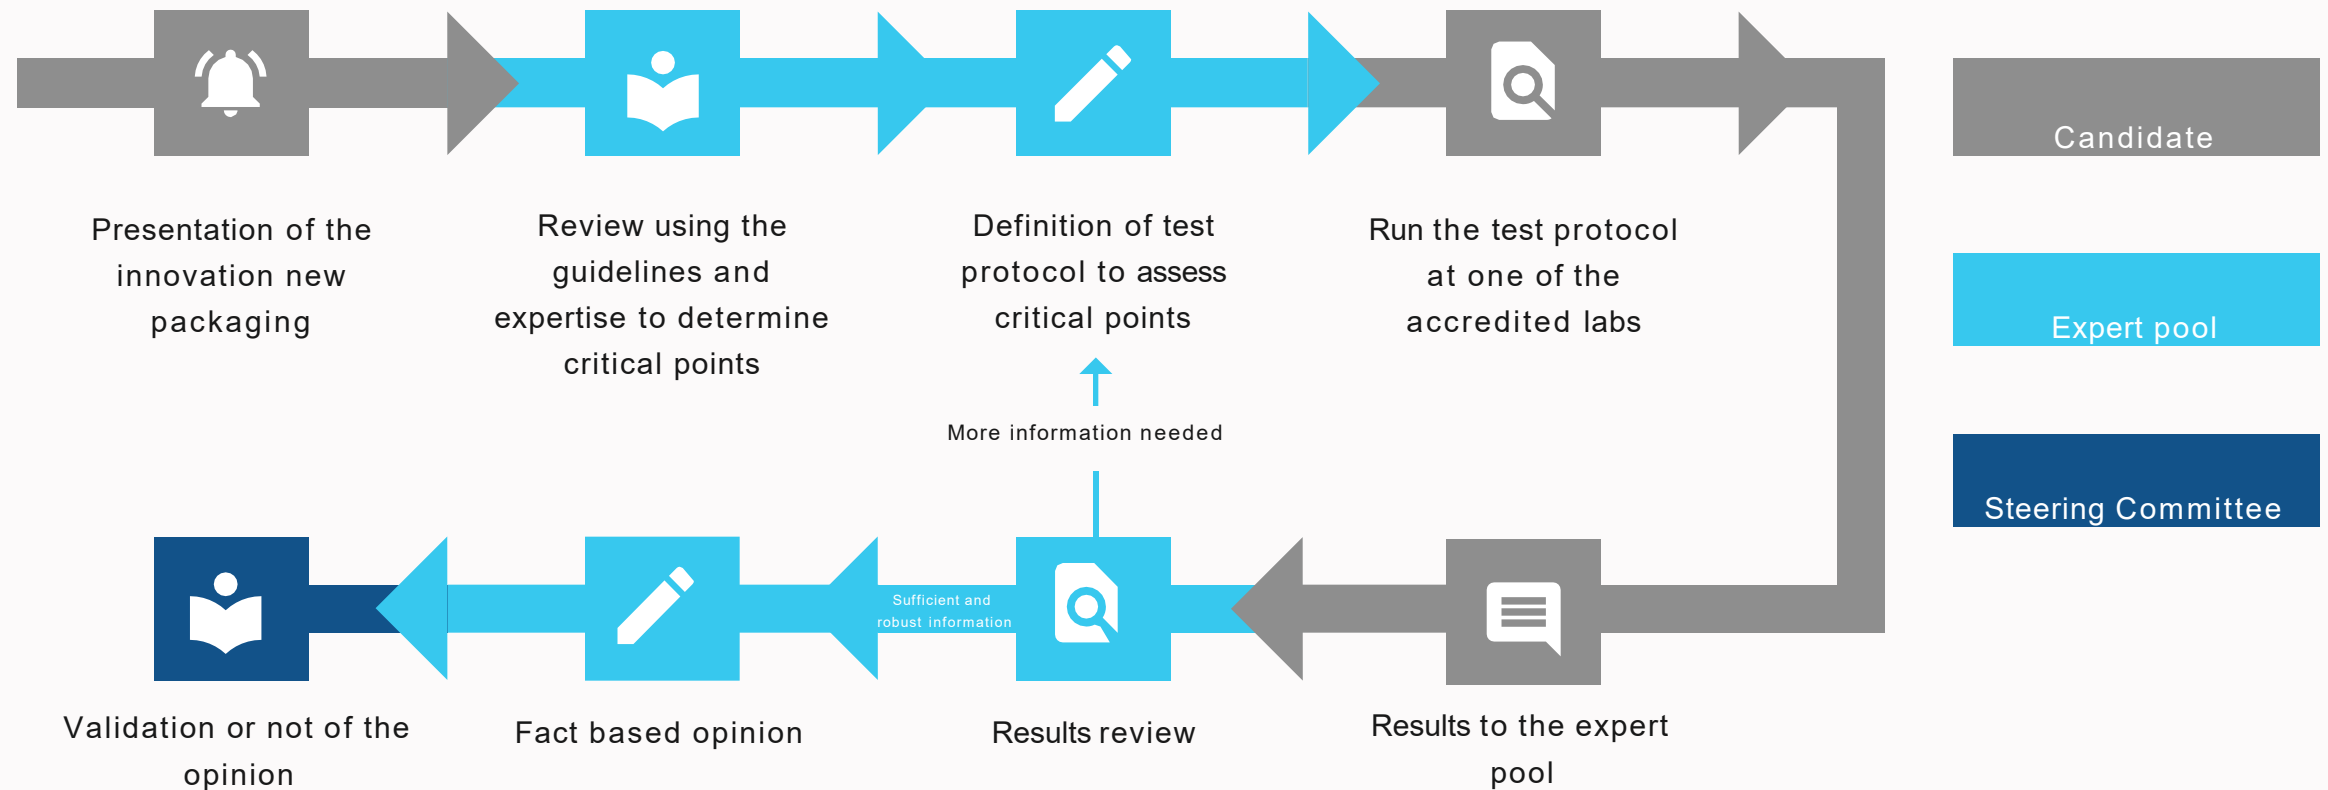 Presentation of the
innovation new
packaging
Review using the
guidelines and
expertise to determine
critical points
Definition of test
protocol to assess
critical points
Run the test protocol
at one of the
accredited labs
Candidate
Expert pool
Steering Committee
More information needed
Sufficient and
robust information
Validation or not of the
opinion
Fact based opinion
Results review
Results to the expert
pool